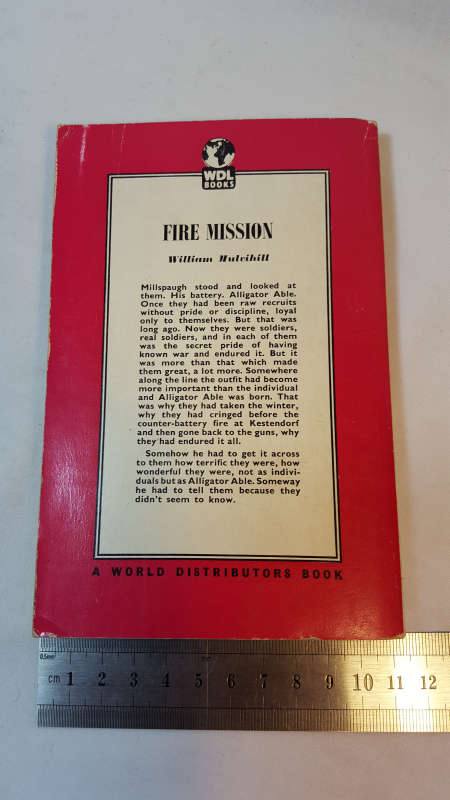 WDL
BOOKS
FIRE MISSION
William Mulvihill
Millspaugh stood and looked at
them. His battery. Alligator Able.
Once they had been raw recruits
without pride or discipline, loyal
only to themselves. But that was
long ago. Now they were soldiers,
real soldiers, and in each of them
was the secret pride of having
known war and endured it. But it
was more than that which made
them great, a lot more. Somewhere
along the line the outfit had become
more important than the individual
and Alligator Able was born. That
was why they had taken the winter,
why they had cringed before the
counter-battery fire at Kestendorf
and then gone back to the guns, why
they had endured it all.
Somehow he had to get it across
to them how terrific they were, how
wonderful they were, not as indivi-
duals but as Alligator Able. Someway
he had to tell them because they
didn't seem to know.
A WORLD DISTRIBUTORS BOOK
0.5mm
cm 1 2 3 4 5 6 7 8 9 10 11 12